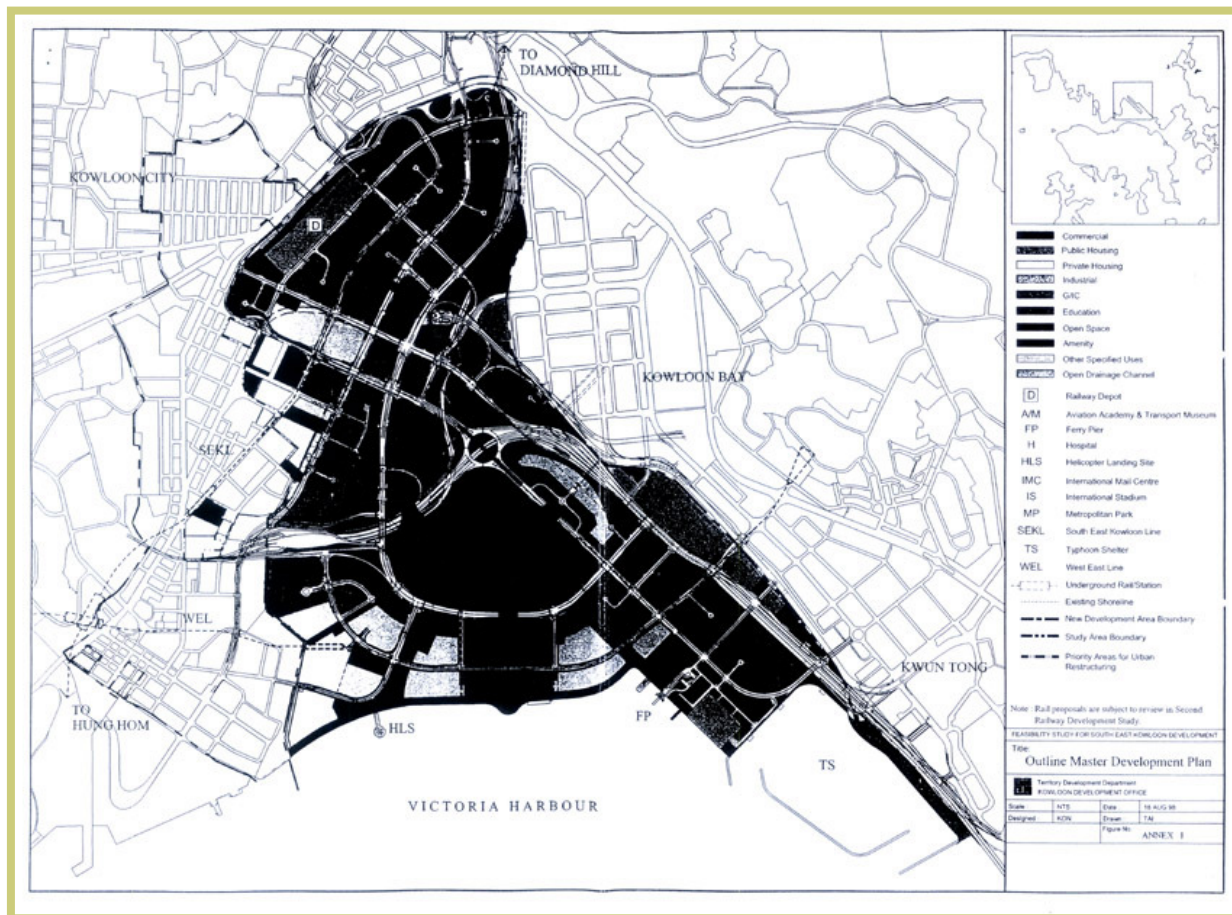 TO
DIAMOND HILL
KOWLOON CITY
D
KOWLOON BAY
SEKL
WEL
KWUN TONG
TO
HUNG HOM
HLS
FP
TS
VICTORIA HARBOUR
Commercial
Public Housing
Private Housing
Industrial
G/IC
Education
Open Space
Amenity
Other Specified Uses
Open Drainage Channel
D Railway Depot
A/M Aviation Academy & Transport Museum
FP Ferry Pier
H Hospital
HLS Helicopter Landing Site
IMC International Mail Centre
IS International Stadium
MP Metropolitan Park
SEKL South East Kowloon Line
TS Typhoon Shelter
WEL West East Line
Underground Rail/Station
Existing Shoreline
New Development Area Boundary
Study Area Boundary
Priority Areas for Urban
Restructuring
Note : Rail proposals are subject to review in Second
Railway Development Study.
FEASIBILITY STUDY FOR SOUTH EAST KOWLOON DEVELOPMENT
Title:
Outline Master Development Plan
Territory Development Department
KOWLOON DEVELOPMENT OFFICE
Scale NTS Date 18 AUG 98
Designed KON Drawn TAI
Figure No. ANNEX 1